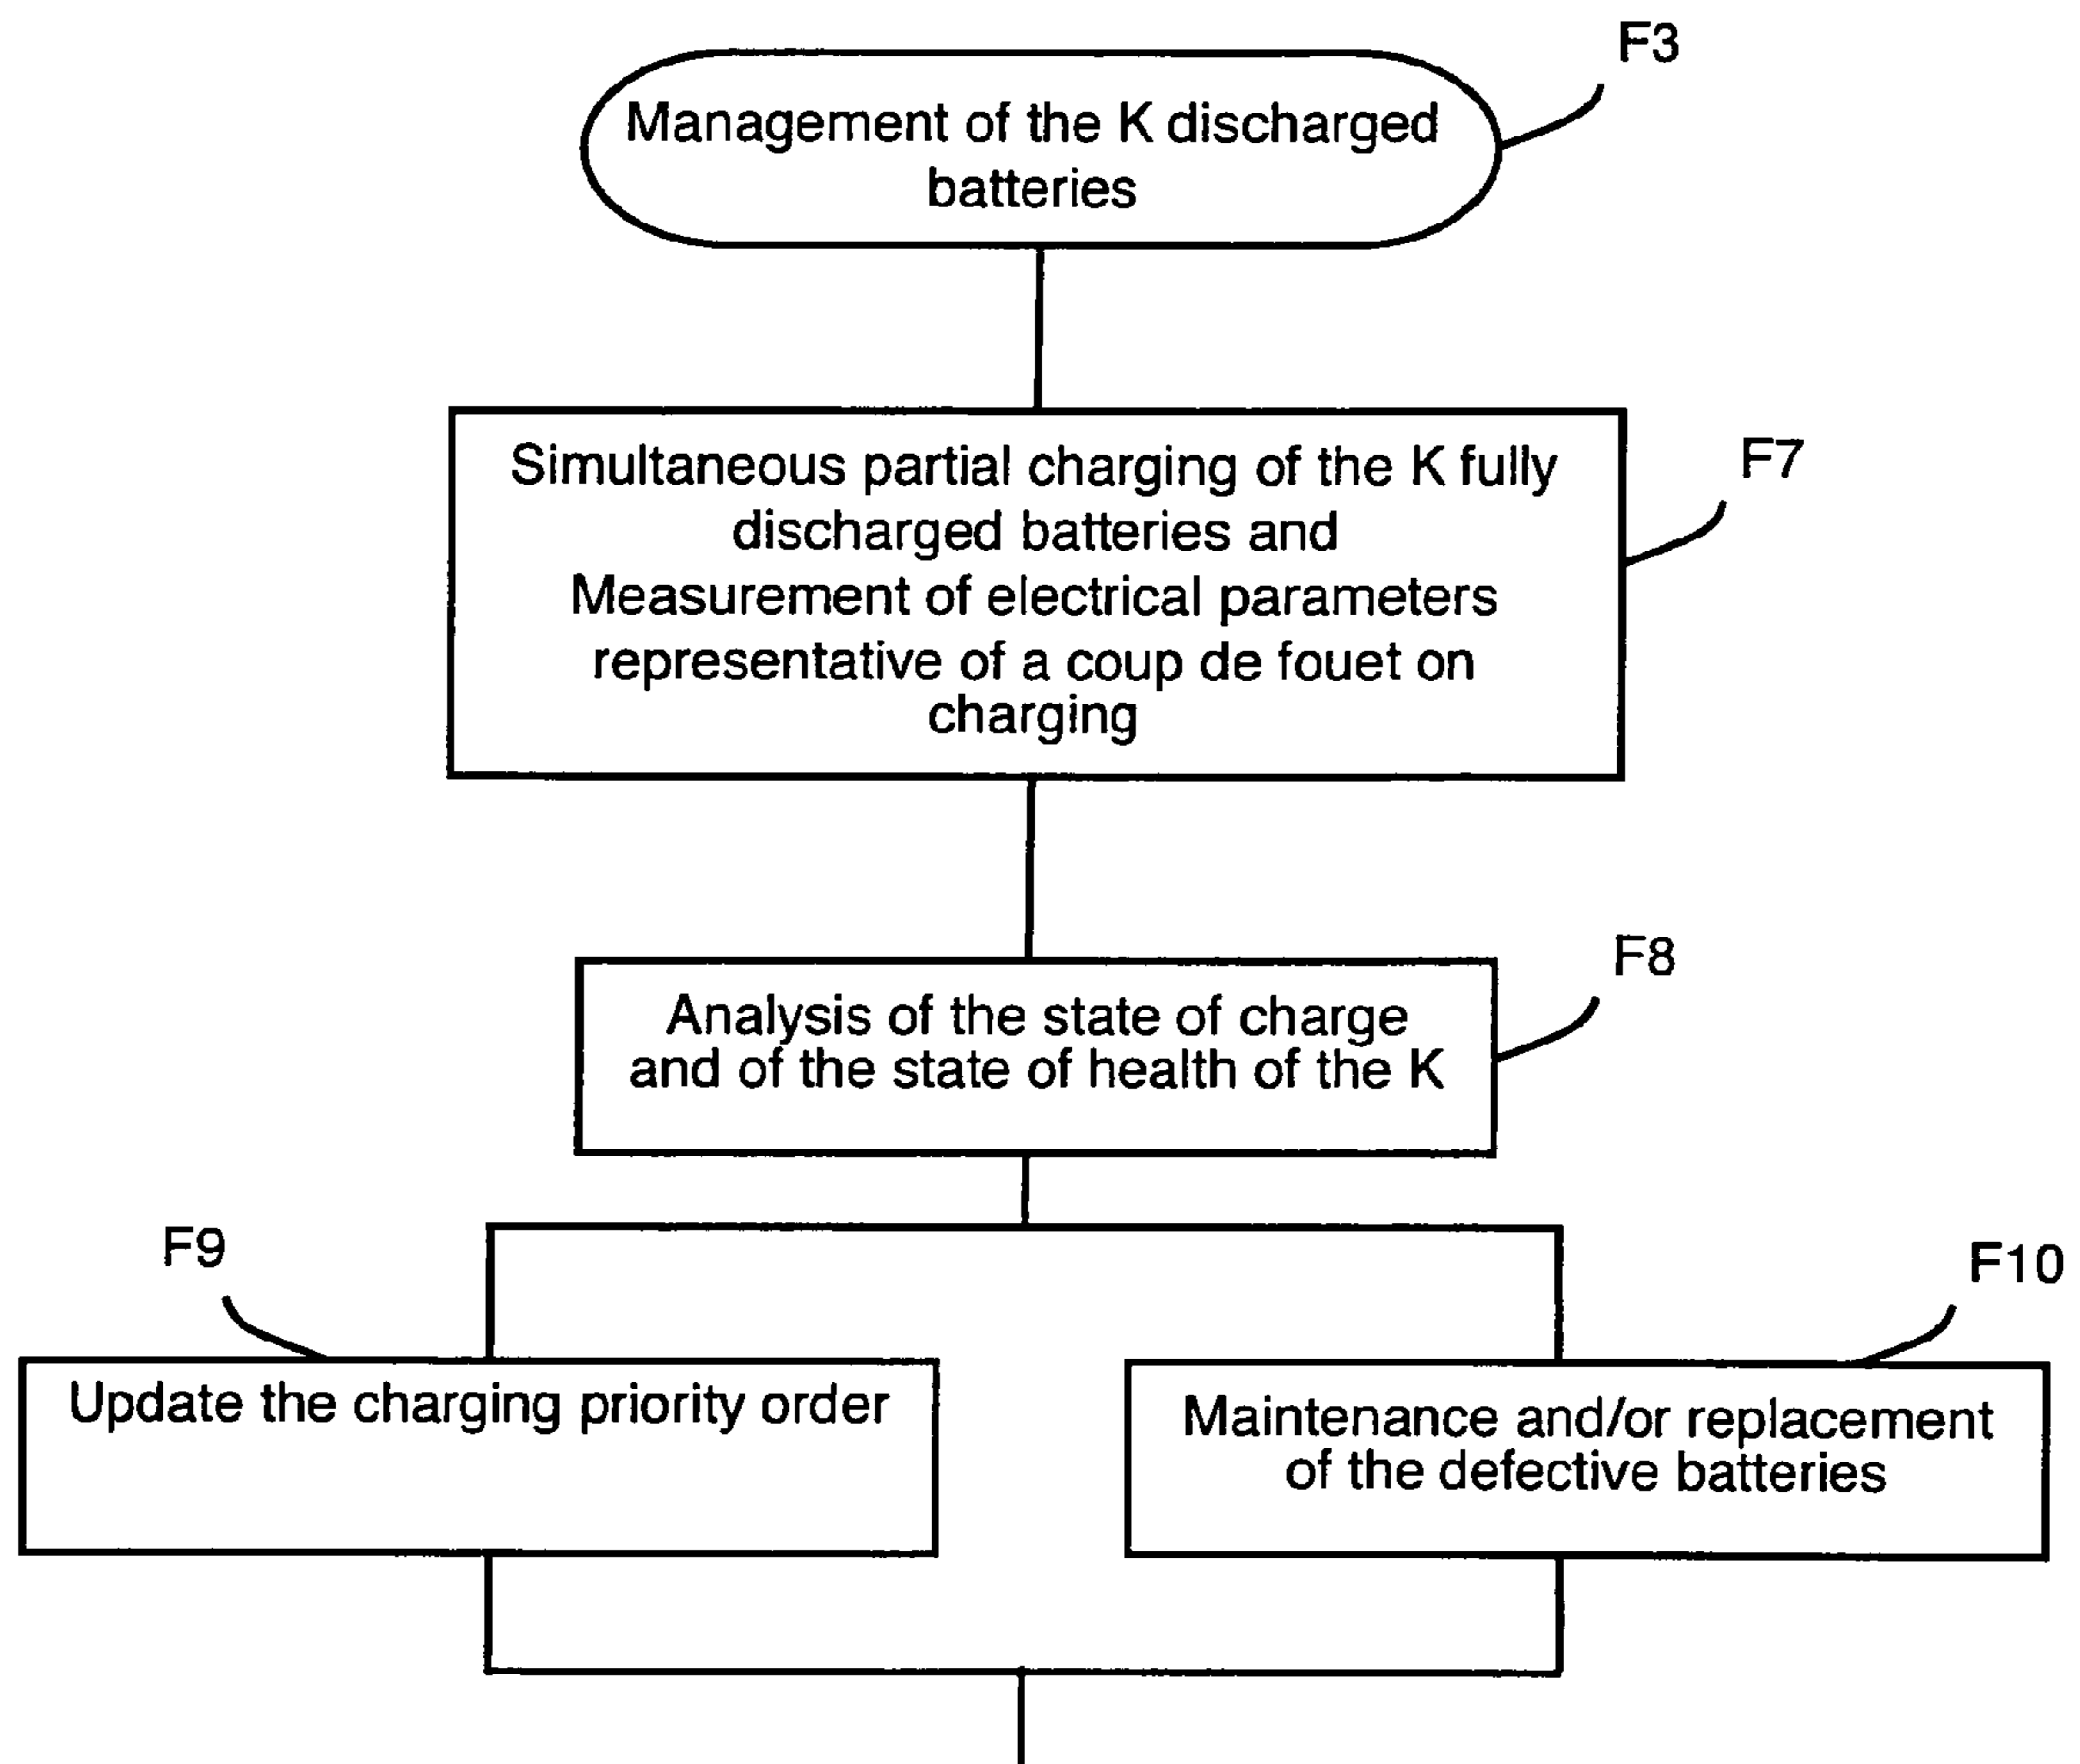 F3
Management of the K discharged
batteries
F7
Simultaneous partial charging of the K fully
discharged batteries and
Measurement of electrical parameters
representative of a coup de fouet on
charging
F8
Analysis of the state of charge
and of the state of health of the K
F9
F10
Update the charging priority order
Maintenance and/or replacement
of the defective batteries